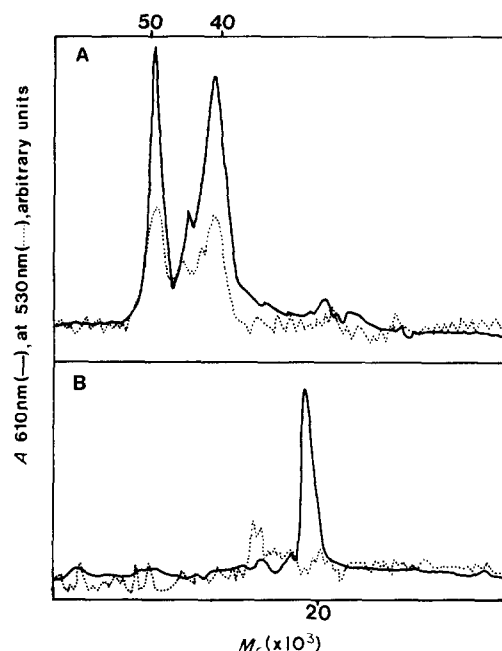 50 40
A
A 610nm(—), at 530nm(....), arbitrary units
B
20
Mr (x10³)